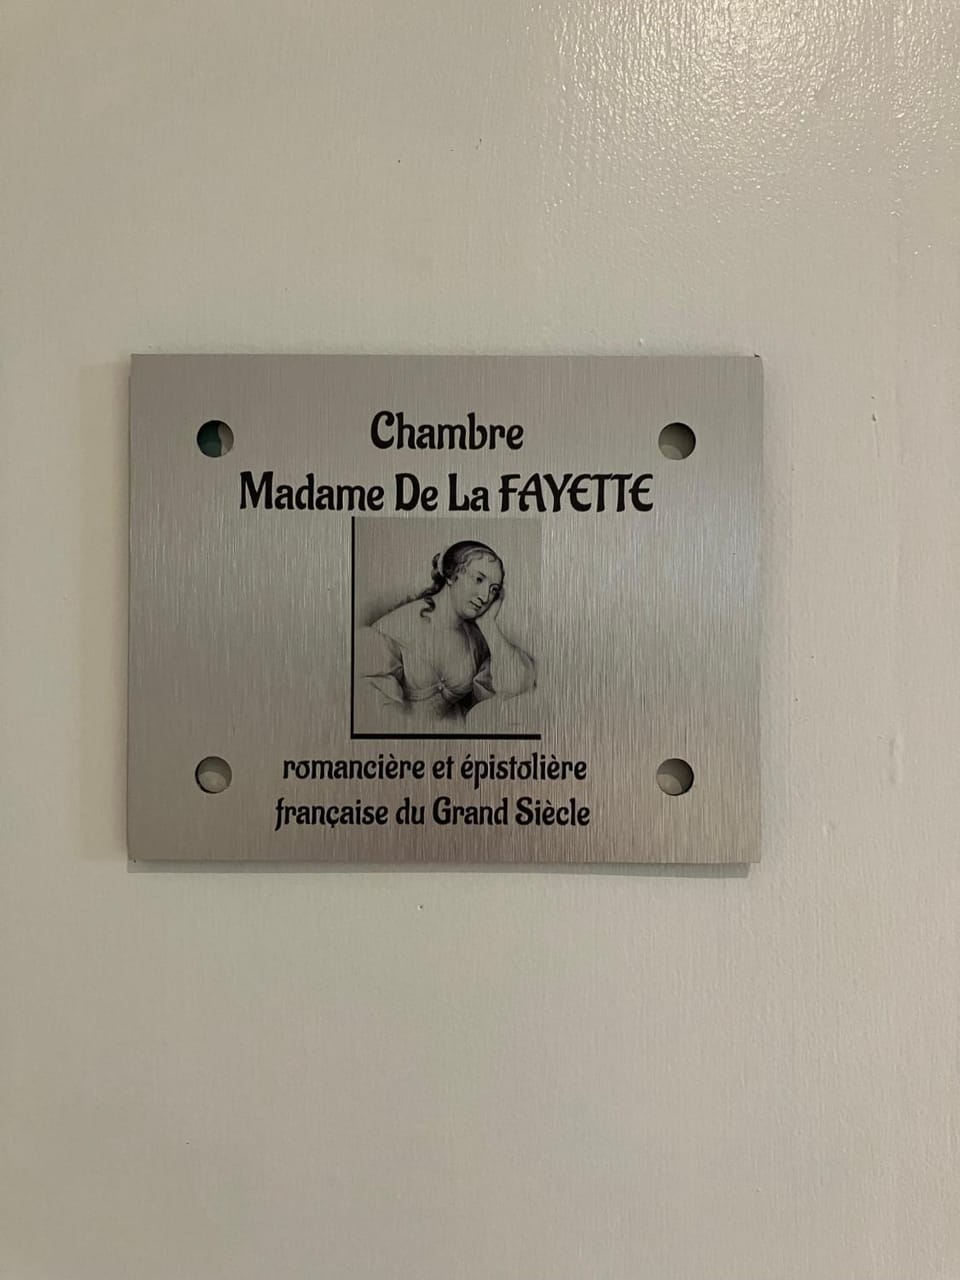 Chambre
Madame De La FAYETTE
romancière et épistolière
française du Grand Siècle